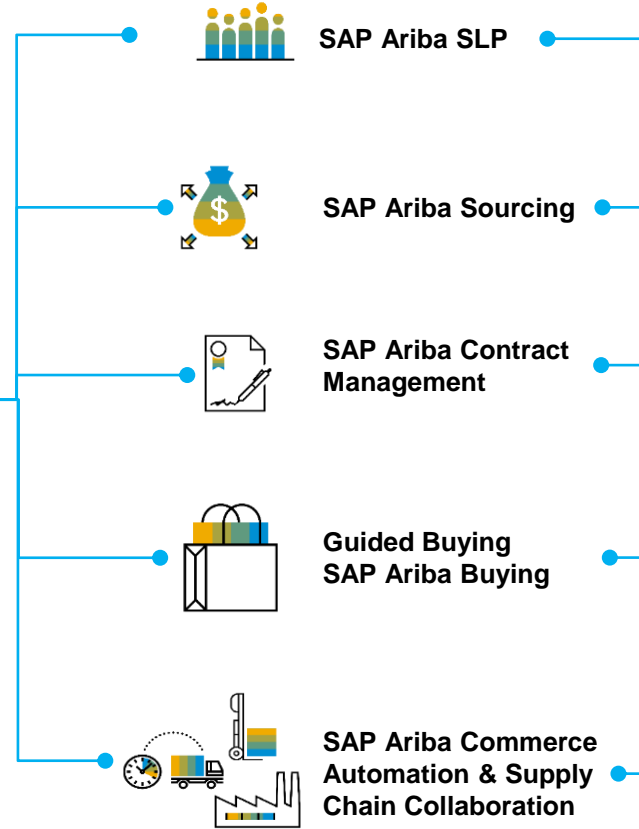 SAP Ariba SLP
$
SAP Ariba Sourcing
SAP Ariba Contract
Management
Guided Buying
SAP Ariba Buying
SAP Ariba Commerce
Automation & Supply
Chain Collaboration